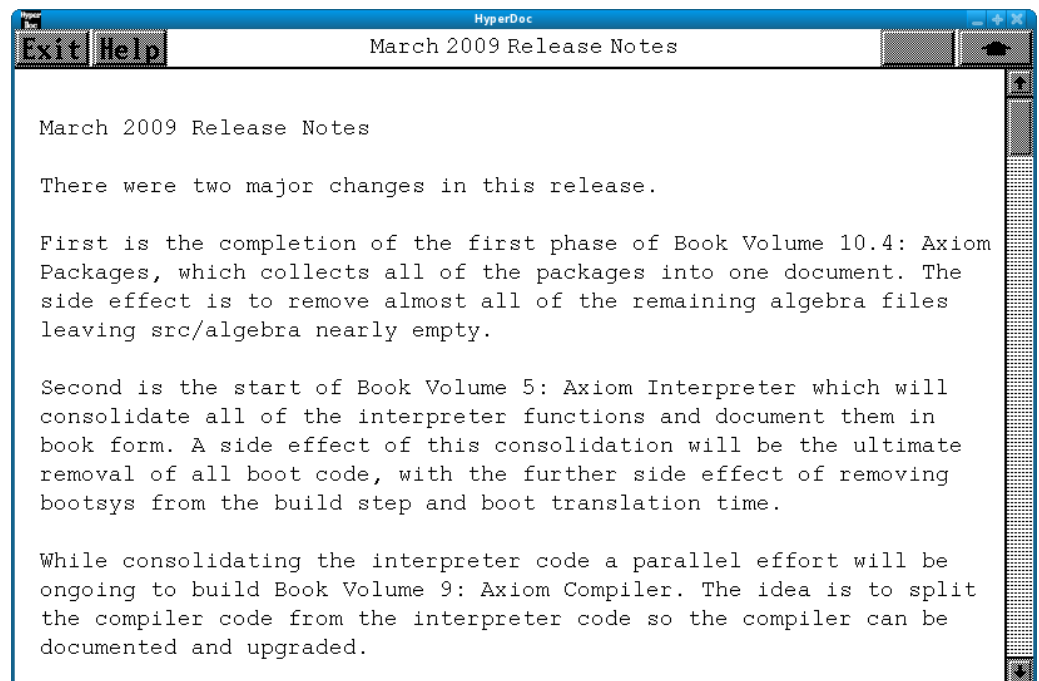 Hyper Doc
HyperDoc
Exit Help
March 2009 Release Notes
March 2009 Release Notes
There were two major changes in this release.
First is the completion of the first phase of Book Volume 10.4: Axiom
Packages, which collects all of the packages into one document. The
side effect is to remove almost all of the remaining algebra files
leaving src/algebra nearly empty.
Second is the start of Book Volume 5: Axiom Interpreter which will
consolidate all of the interpreter functions and document them in
book form. A side effect of this consolidation will be the ultimate
removal of all boot code, with the further side effect of removing
bootsys from the build step and boot translation time.
While consolidating the interpreter code a parallel effort will be
ongoing to build Book Volume 9: Axiom Compiler. The idea is to split
the compiler code from the interpreter code so the compiler can be
documented and upgraded.